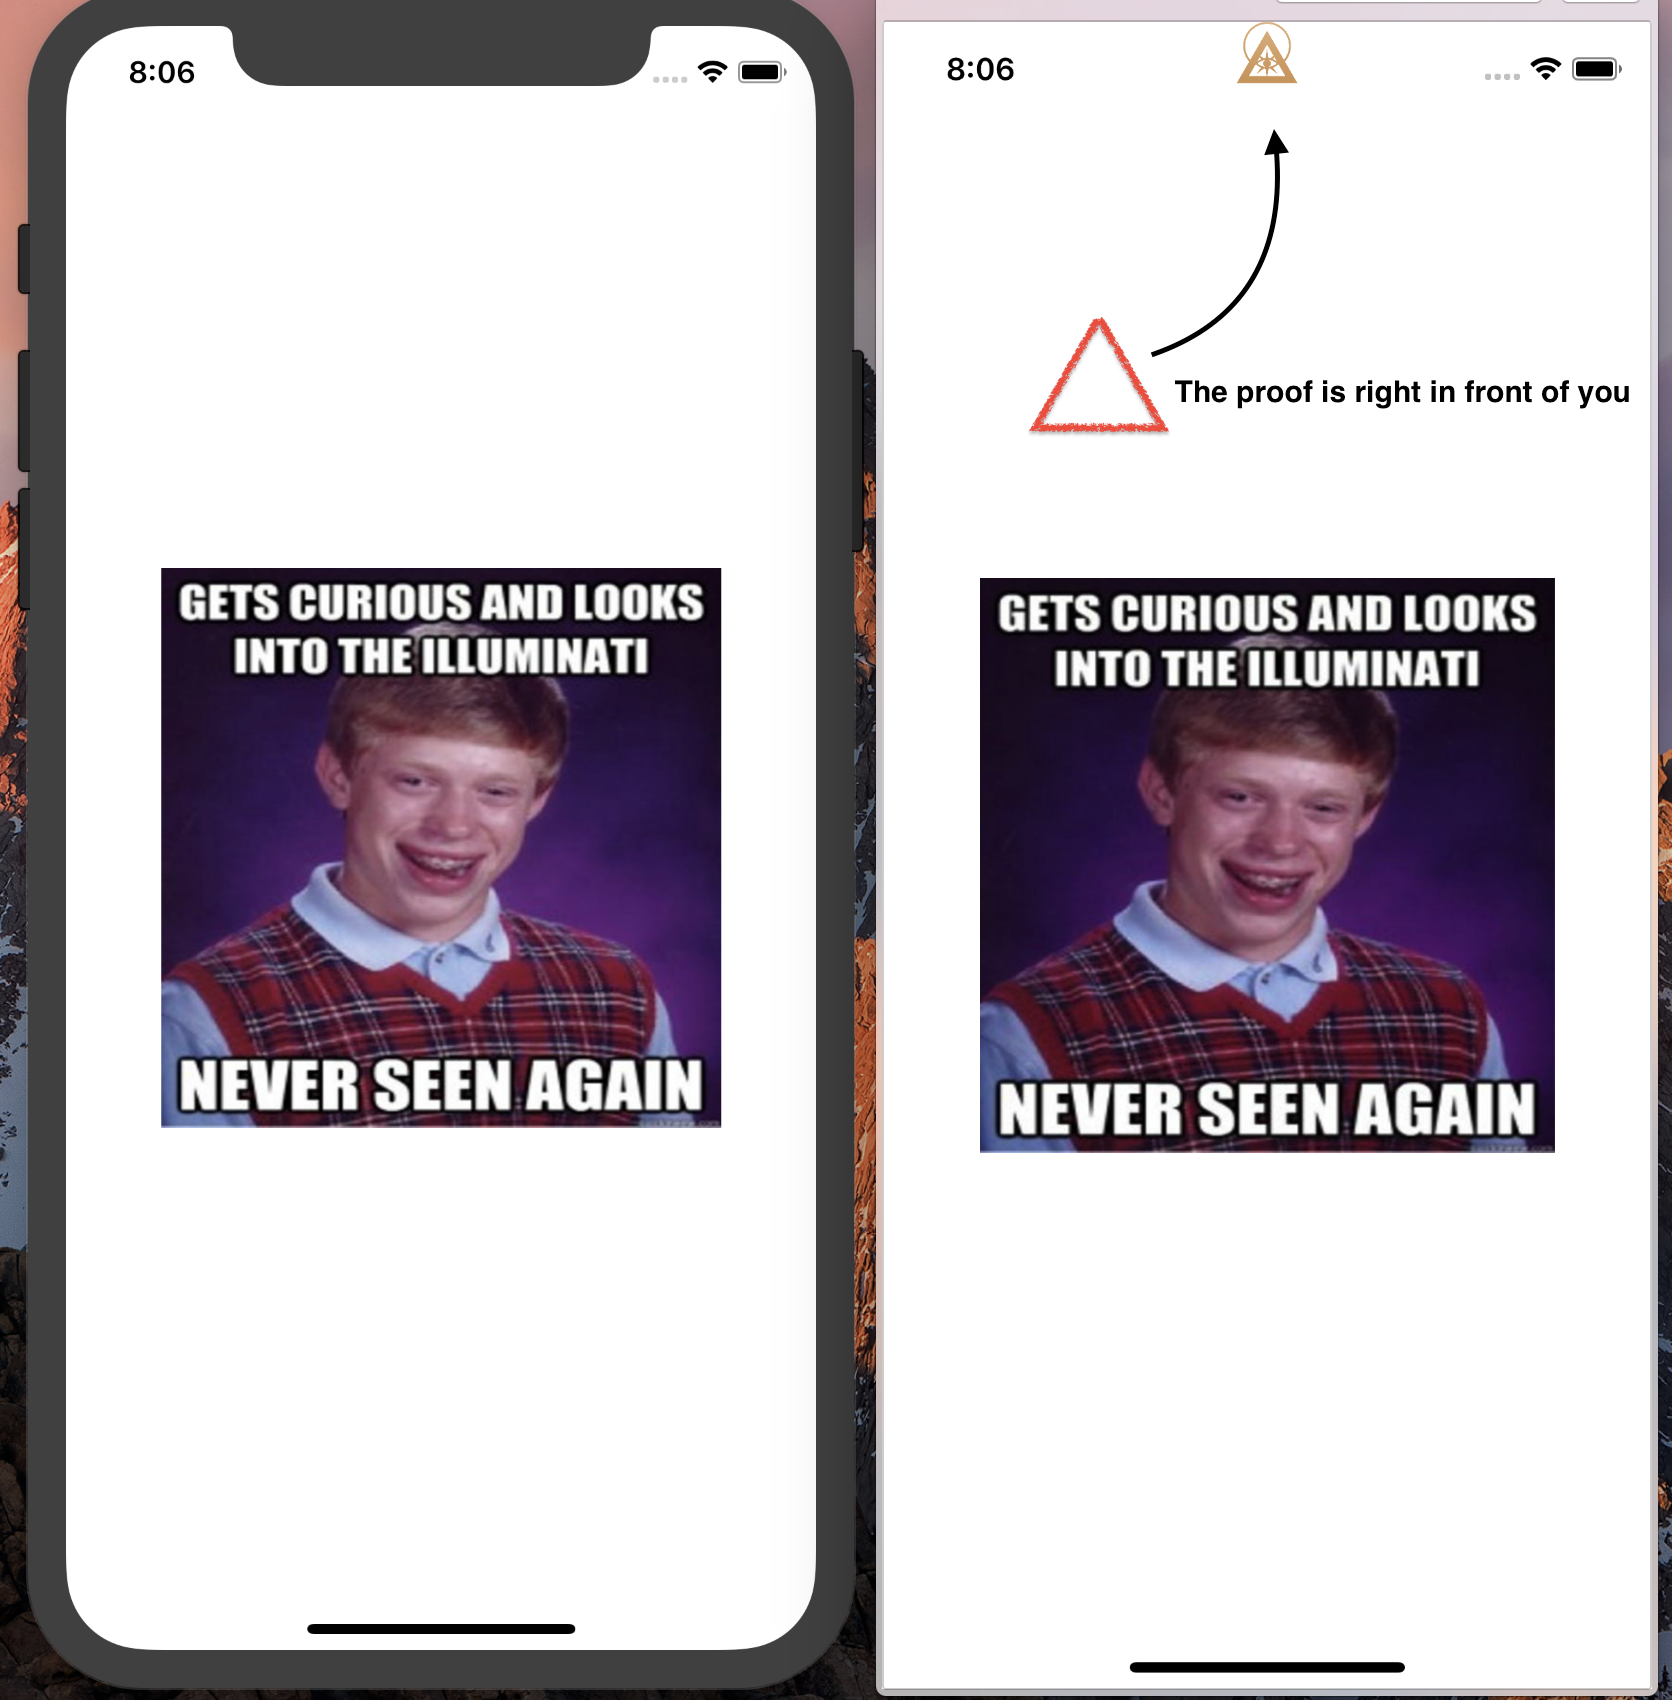 8:06
GETS CURIOUS AND LOOKS
INTO THE ILLUMINATI
NEVER SEEN AGAIN
8:06
The proof is right in front of you
GETS CURIOUS AND LOOKS
INTO THE ILLUMINATI
NEVER SEEN AGAIN